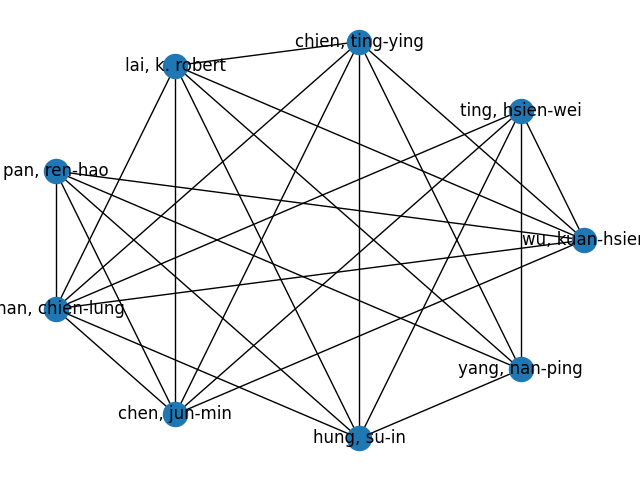 chien, ting-ying
lai, k. robert
ting, hsien-wei
pan, ren-hao
wu, kuan-hsien
han, chien-lung
yang, nan-ping
chen, jun-min
hung, su-in